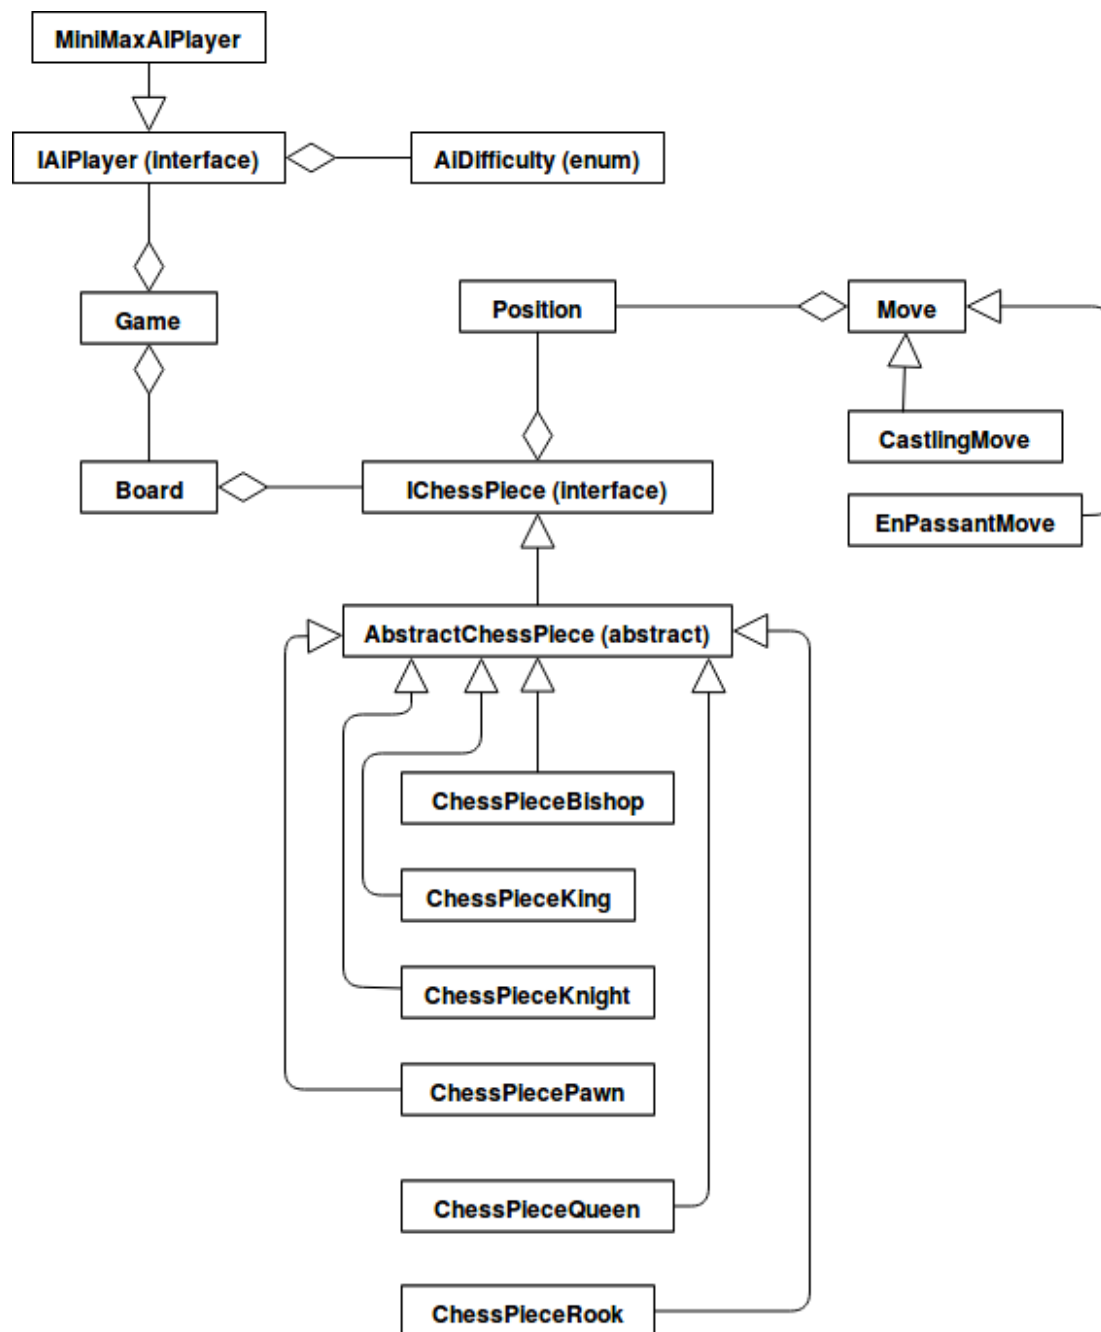 MiniMaxAIPlayer
IAIPlayer (interface)
AIDifficulty (enum)
Game
Position
Move
CastlingMove
Board
IChessPiece (interface)
EnPassantMove
AbstractChessPiece (abstract)
ChessPieceBishop
ChessPieceKing
ChessPieceKnight
ChessPiecePawn
ChessPieceQueen
ChessPieceRook